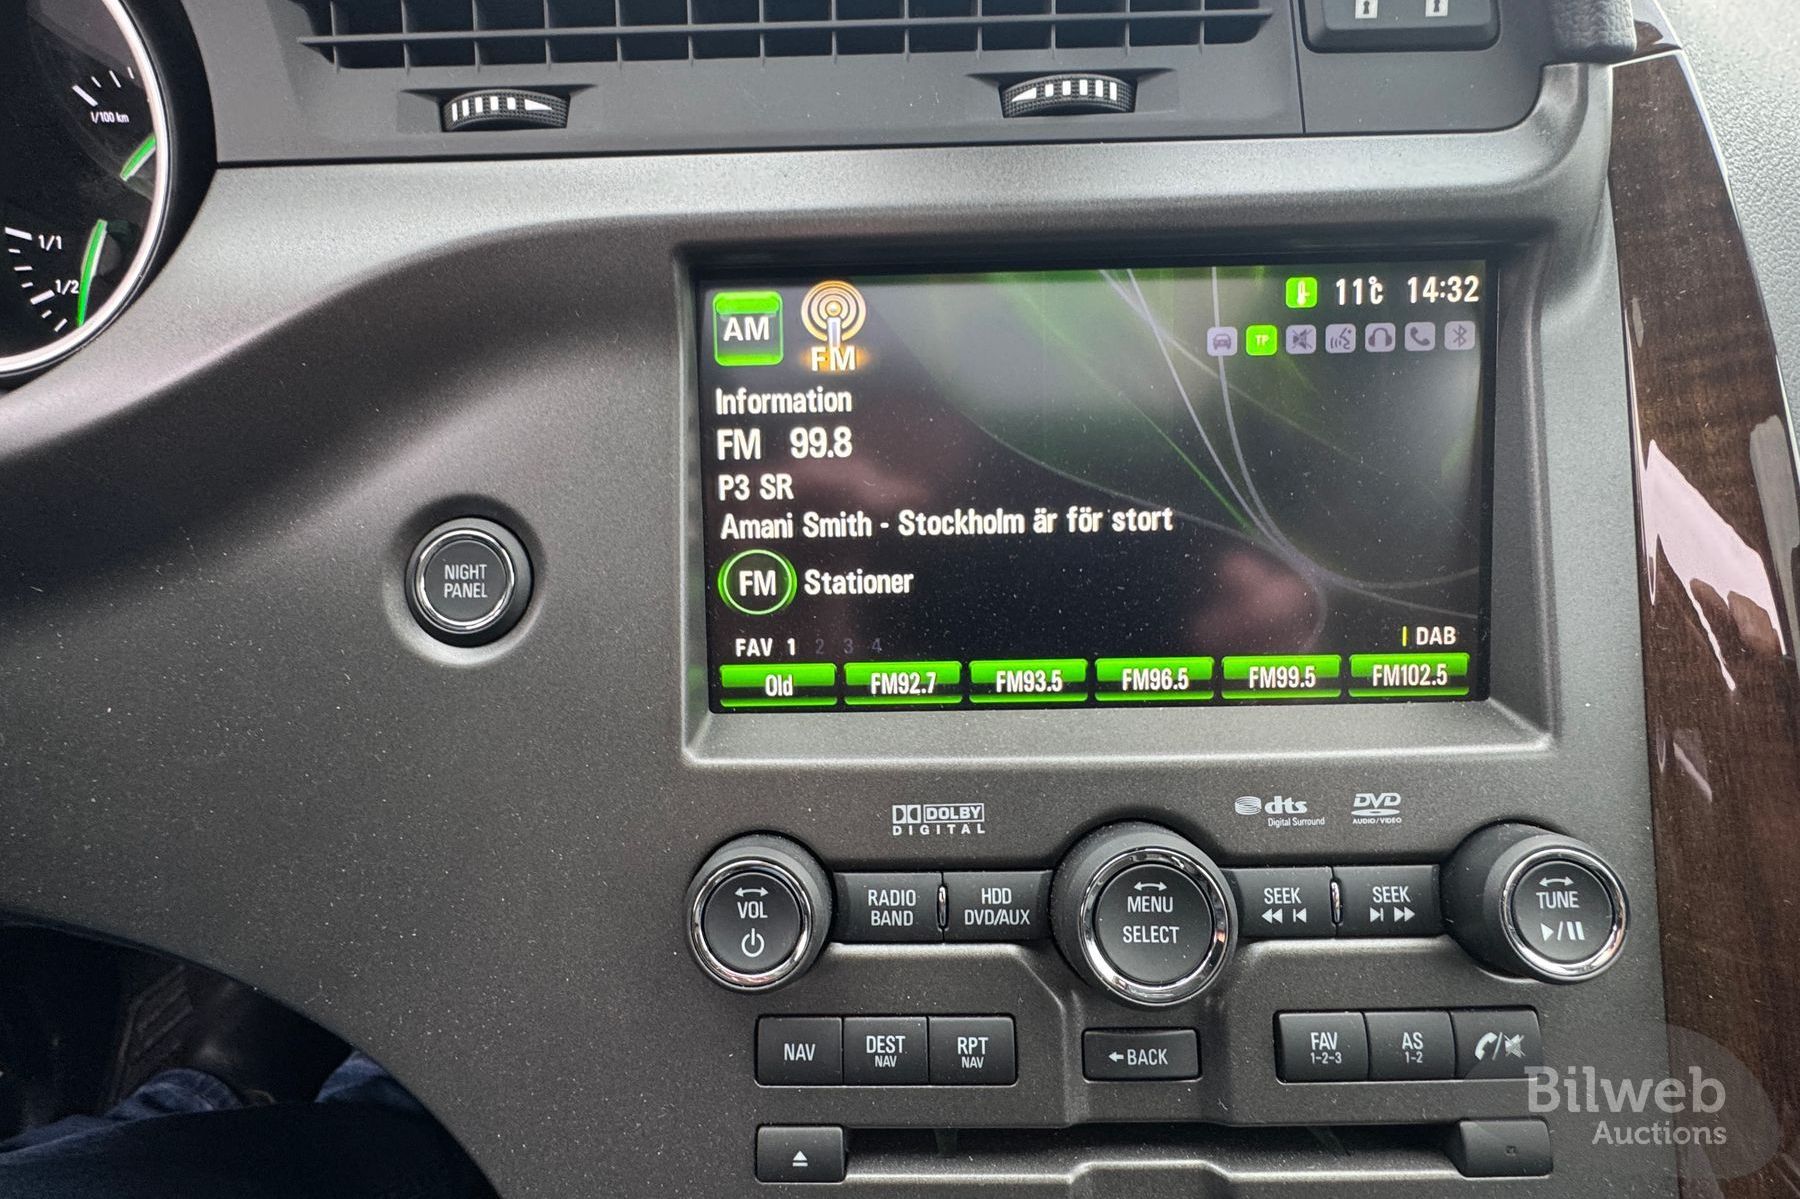 l/100 km
1/1
1/2
AM
FM
11°C 14:32
TP
Information
FM 99.8
P3 SR
Amani Smith - Stockholm är för stort
FM Stationer
FAV 1 2 3 4
DAB
Old FM92.7 FM93.5 FM96.5 FM99.5 FM102.5
NIGHT
PANEL
DOLBY
DIGITAL
dts
Digital Surround
DVD
AUDIO/VIDEO
VOL
RADIO
BAND
HDD
DVD/AUX
MENU
SELECT
SEEK
SEEK
TUNE
NAV
DEST
NAV
RPT
NAV
BACK
FAV
1-2-3
AS
1-2
Bilweb
Auctions